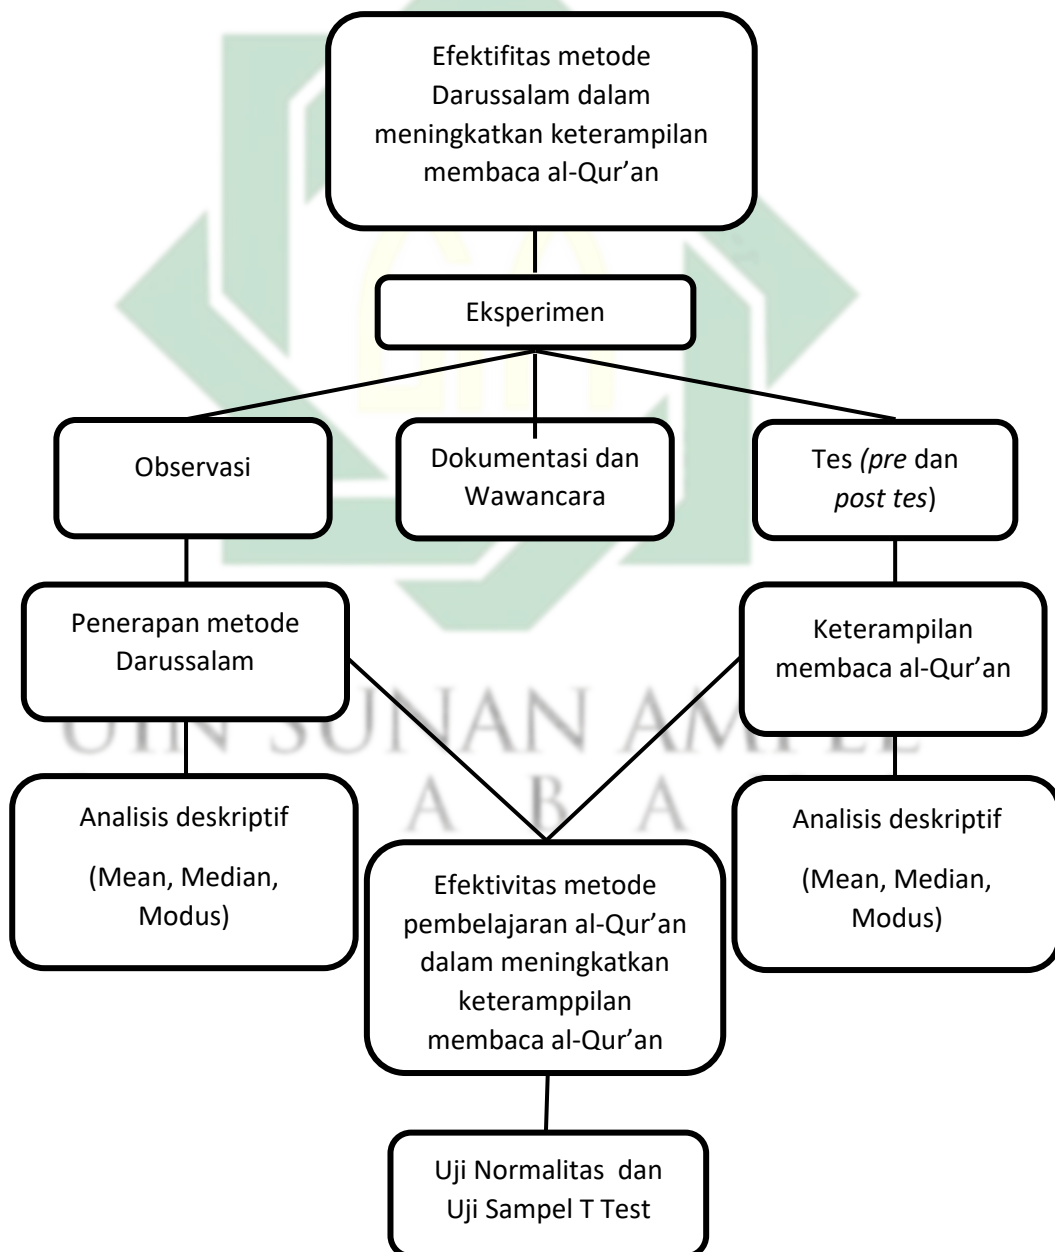 Efektifitas metode
Darussalam dalam
meningkatkan keterampilan
membaca al-Qur’an
Eksperimen
Observasi
Dokumentasi dan
Wawancara
Tes (pre dan
post tes)
Penerapan metode
Darussalam
Keterampilan
membaca al-Qur’an
UIN SUNAN AMPEL
A B A
Analisis deskriptif
(Mean, Median,
Modus)
Analisis deskriptif
(Mean, Median,
Modus)
Efektivitas metode
pembelajaran al-Qur’an
dalam meningkatkan
keteramppilan
membaca al-Qur’an
Uji Normalitas  dan
Uji Sampel T Test